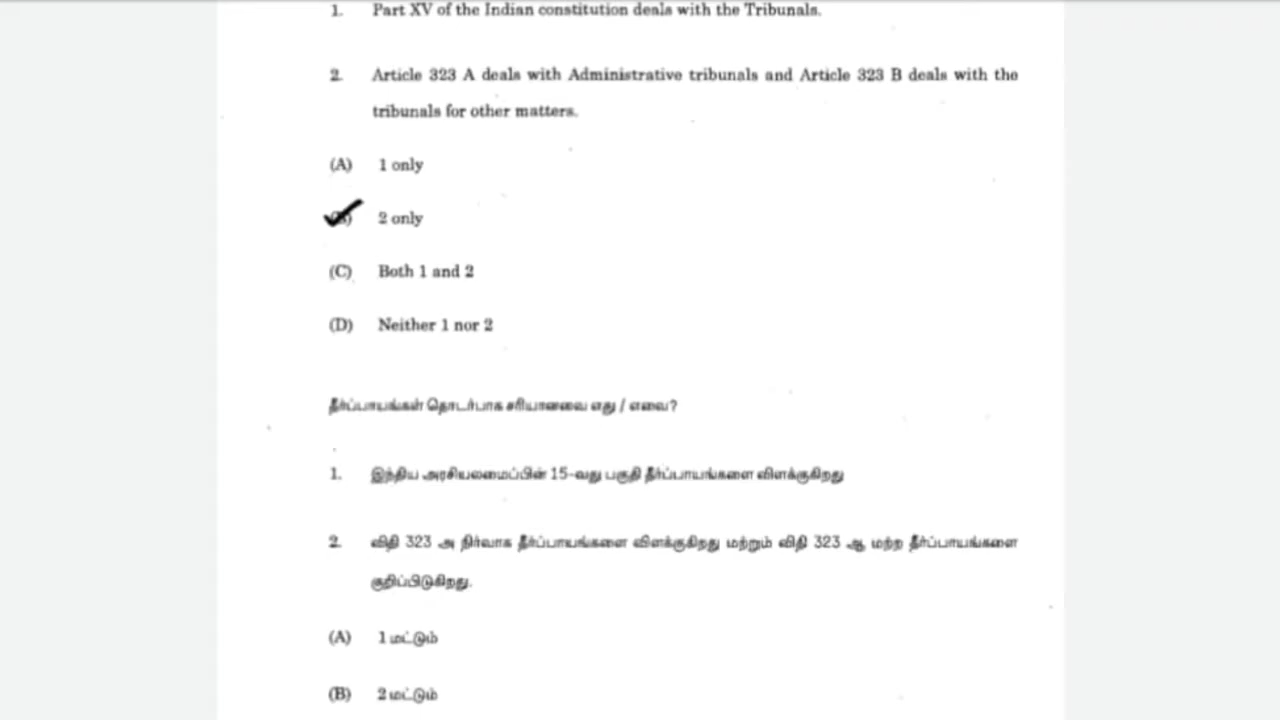 1. Part XV of the Indian constitution deals with the Tribunals.
2. Article 323 A deals with Administrative tribunals and Article 323 B deals with the
tribunals for other matters.
(A) 1 only
2 only
(C) Both 1 and 2
(D) Neither 1 nor 2
தீர்ப்பாயங்கள் தொடர்பாக சரியானவை எது / எவை?
1. இந்திய அரசியலமைப்பின் 15-வது பகுதி தீர்ப்பாயங்களை விளக்குகிறது
2. விதி 323 அ நிர்வாக தீர்ப்பாயங்களை விளக்குகிறது மற்றும் விதி 323 ஆ மற்ற தீர்ப்பாயங்களை
குறிப்பிடுகிறது.
(A) 1 மட்டும்
(B) 2 மட்டும்